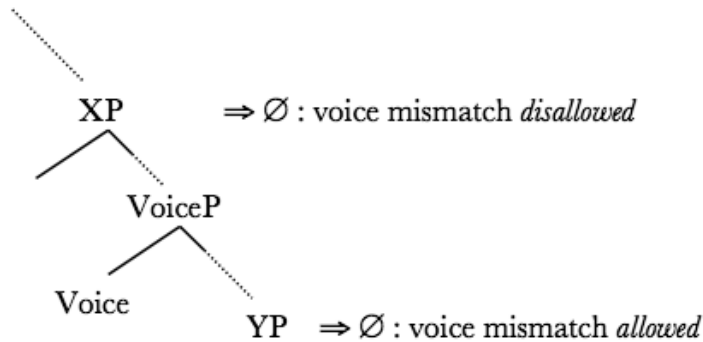 XP ⇒ ∅ : voice mismatch disallowed
VoiceP
Voice
YP ⇒ ∅ : voice mismatch allowed